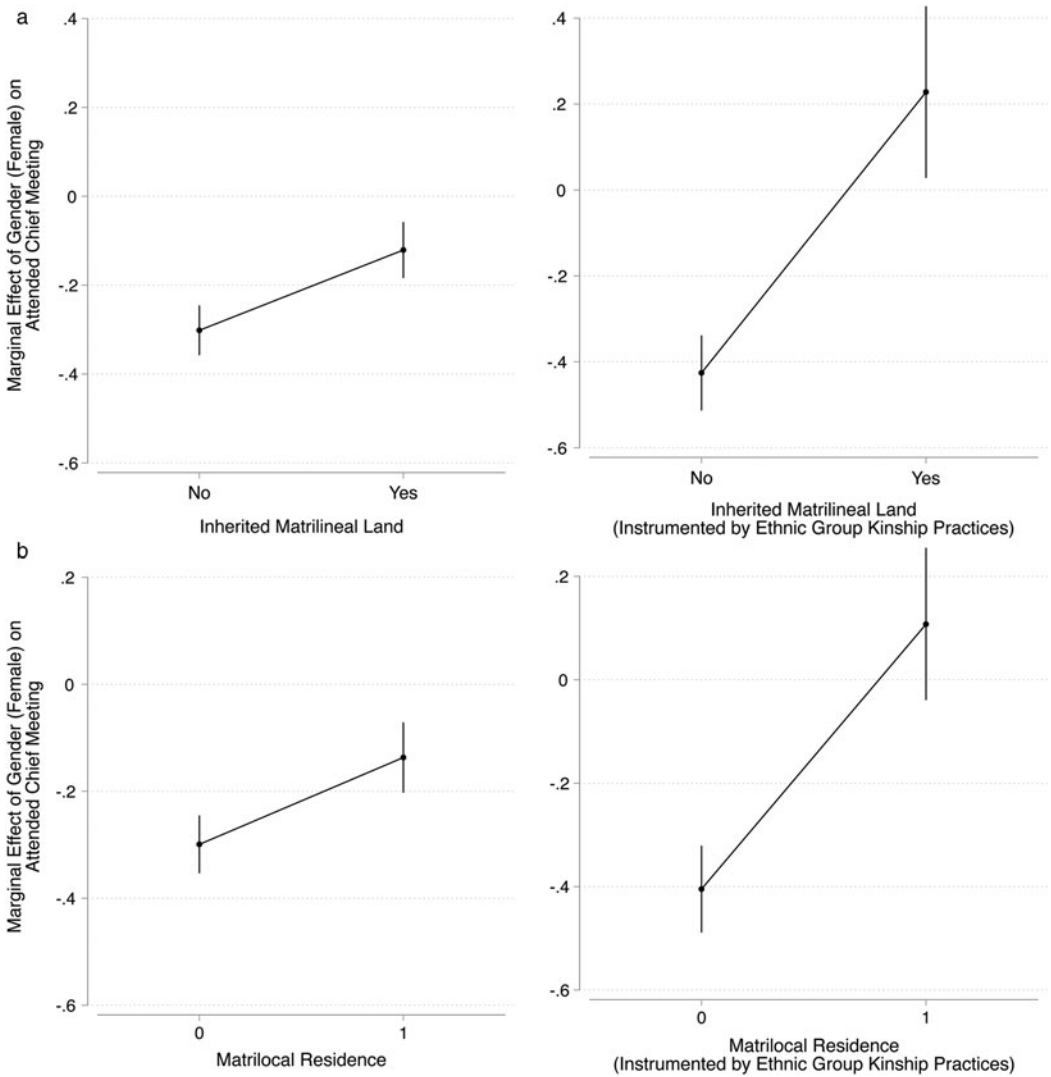 a
Marginal Effect of Gender (Female) on
Attended Chief Meeting
.4
.2
0
-.2
-.4
-.6
No
Yes
Inherited Matrilineal Land
.4
.2
0
-.2
-.4
-.6
No
Yes
Inherited Matrilineal Land
(Instrumented by Ethnic Group Kinship Practices)
b
Marginal Effect of Gender (Female) on
Attended Chief Meeting
.2
0
-.2
-.4
-.6
0
1
Matrilocal Residence
.2
0
-.2
-.4
-.6
0
1
Matrilocal Residence
(Instrumented by Ethnic Group Kinship Practices)